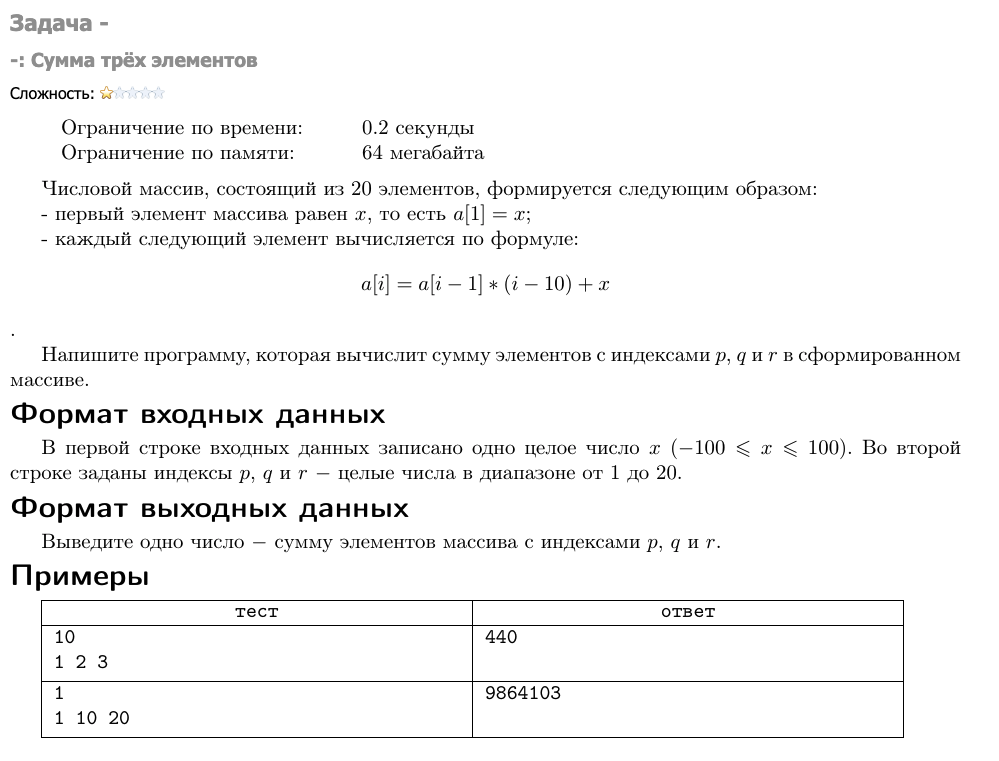 Задача -
-: Сумма трёх элементов
Сложность:
Ограничение по времени: 0.2 секунды
Ограничение по памяти: 64 мегабайта
Числовой массив, состоящий из 20 элементов, формируется следующим образом:
- первый элемент массива равен x, то есть a[1] = x;
- каждый следующий элемент вычисляется по формуле:
a[i] = a[i − 1] ∗ (i − 10) + x
.
Напишите программу, которая вычислит сумму элементов с индексами p, q и r в сформированном
массиве.
Формат входных данных
В первой строке входных данных записано одно целое число x (−100 ⩽ x ⩽ 100). Во второй
строке заданы индексы p, q и r − целые числа в диапазоне от 1 до 20.
Формат выходных данных
Выведите одно число − сумму элементов массива с индексами p, q и r.
Примеры
тест ответ
10 440
1 2 3
1 9864103
1 10 20